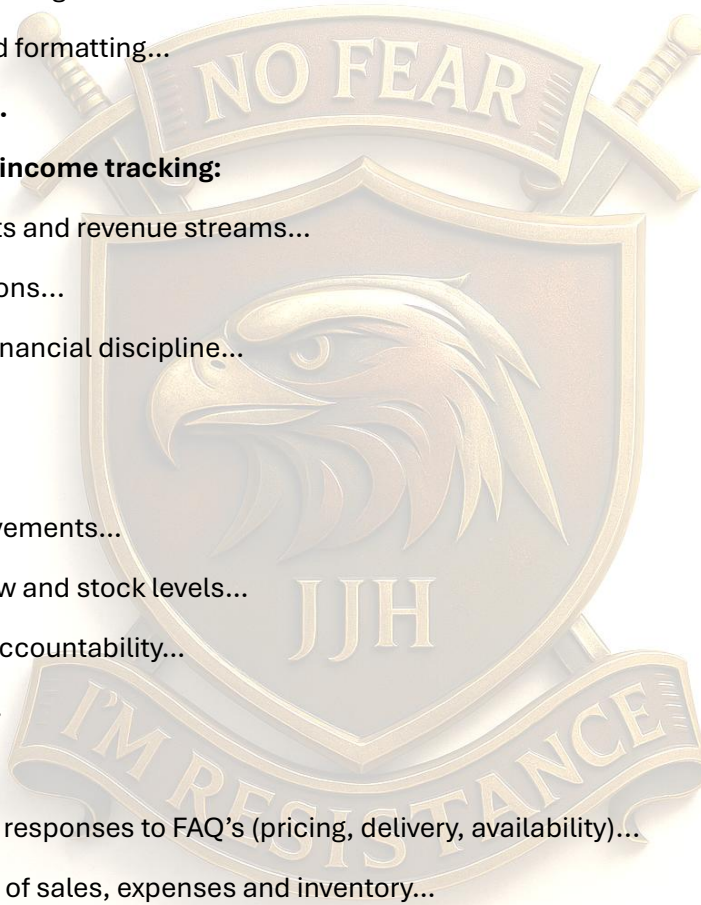 d formatting...
NO FEAR
.
income tracking:
ts and revenue streams...
ons...
nancial discipline...
vements...
w and stock levels...
JJH
ccountability...
I'M RESISTANCE
responses to FAQ's (pricing, delivery, availability)...
of sales, expenses and inventory...